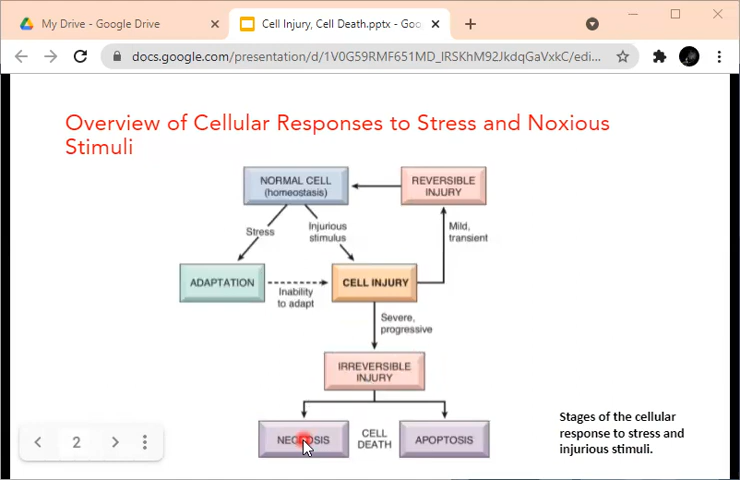 My Drive - Google Drive
Cell Injury, Cell Death.pptx - Goo
docs.google.com/presentation/d/1V0G59RMF651MD_lRSKhM92JkdqGaVxkC/edi...
Overview of Cellular Responses to Stress and Noxious
Stimuli
NORMAL CELL
(homeostasis)
REVERSIBLE
INJURY
Stress
Injurious
stimulus
Mild,
transient
ADAPTATION
Inability
to adapt
CELL INJURY
Severe,
progressive
IRREVERSIBLE
INJURY
NECROSIS
CELL
DEATH
APOPTOSIS
Stages of the cellular
response to stress and
injurious stimuli.
2